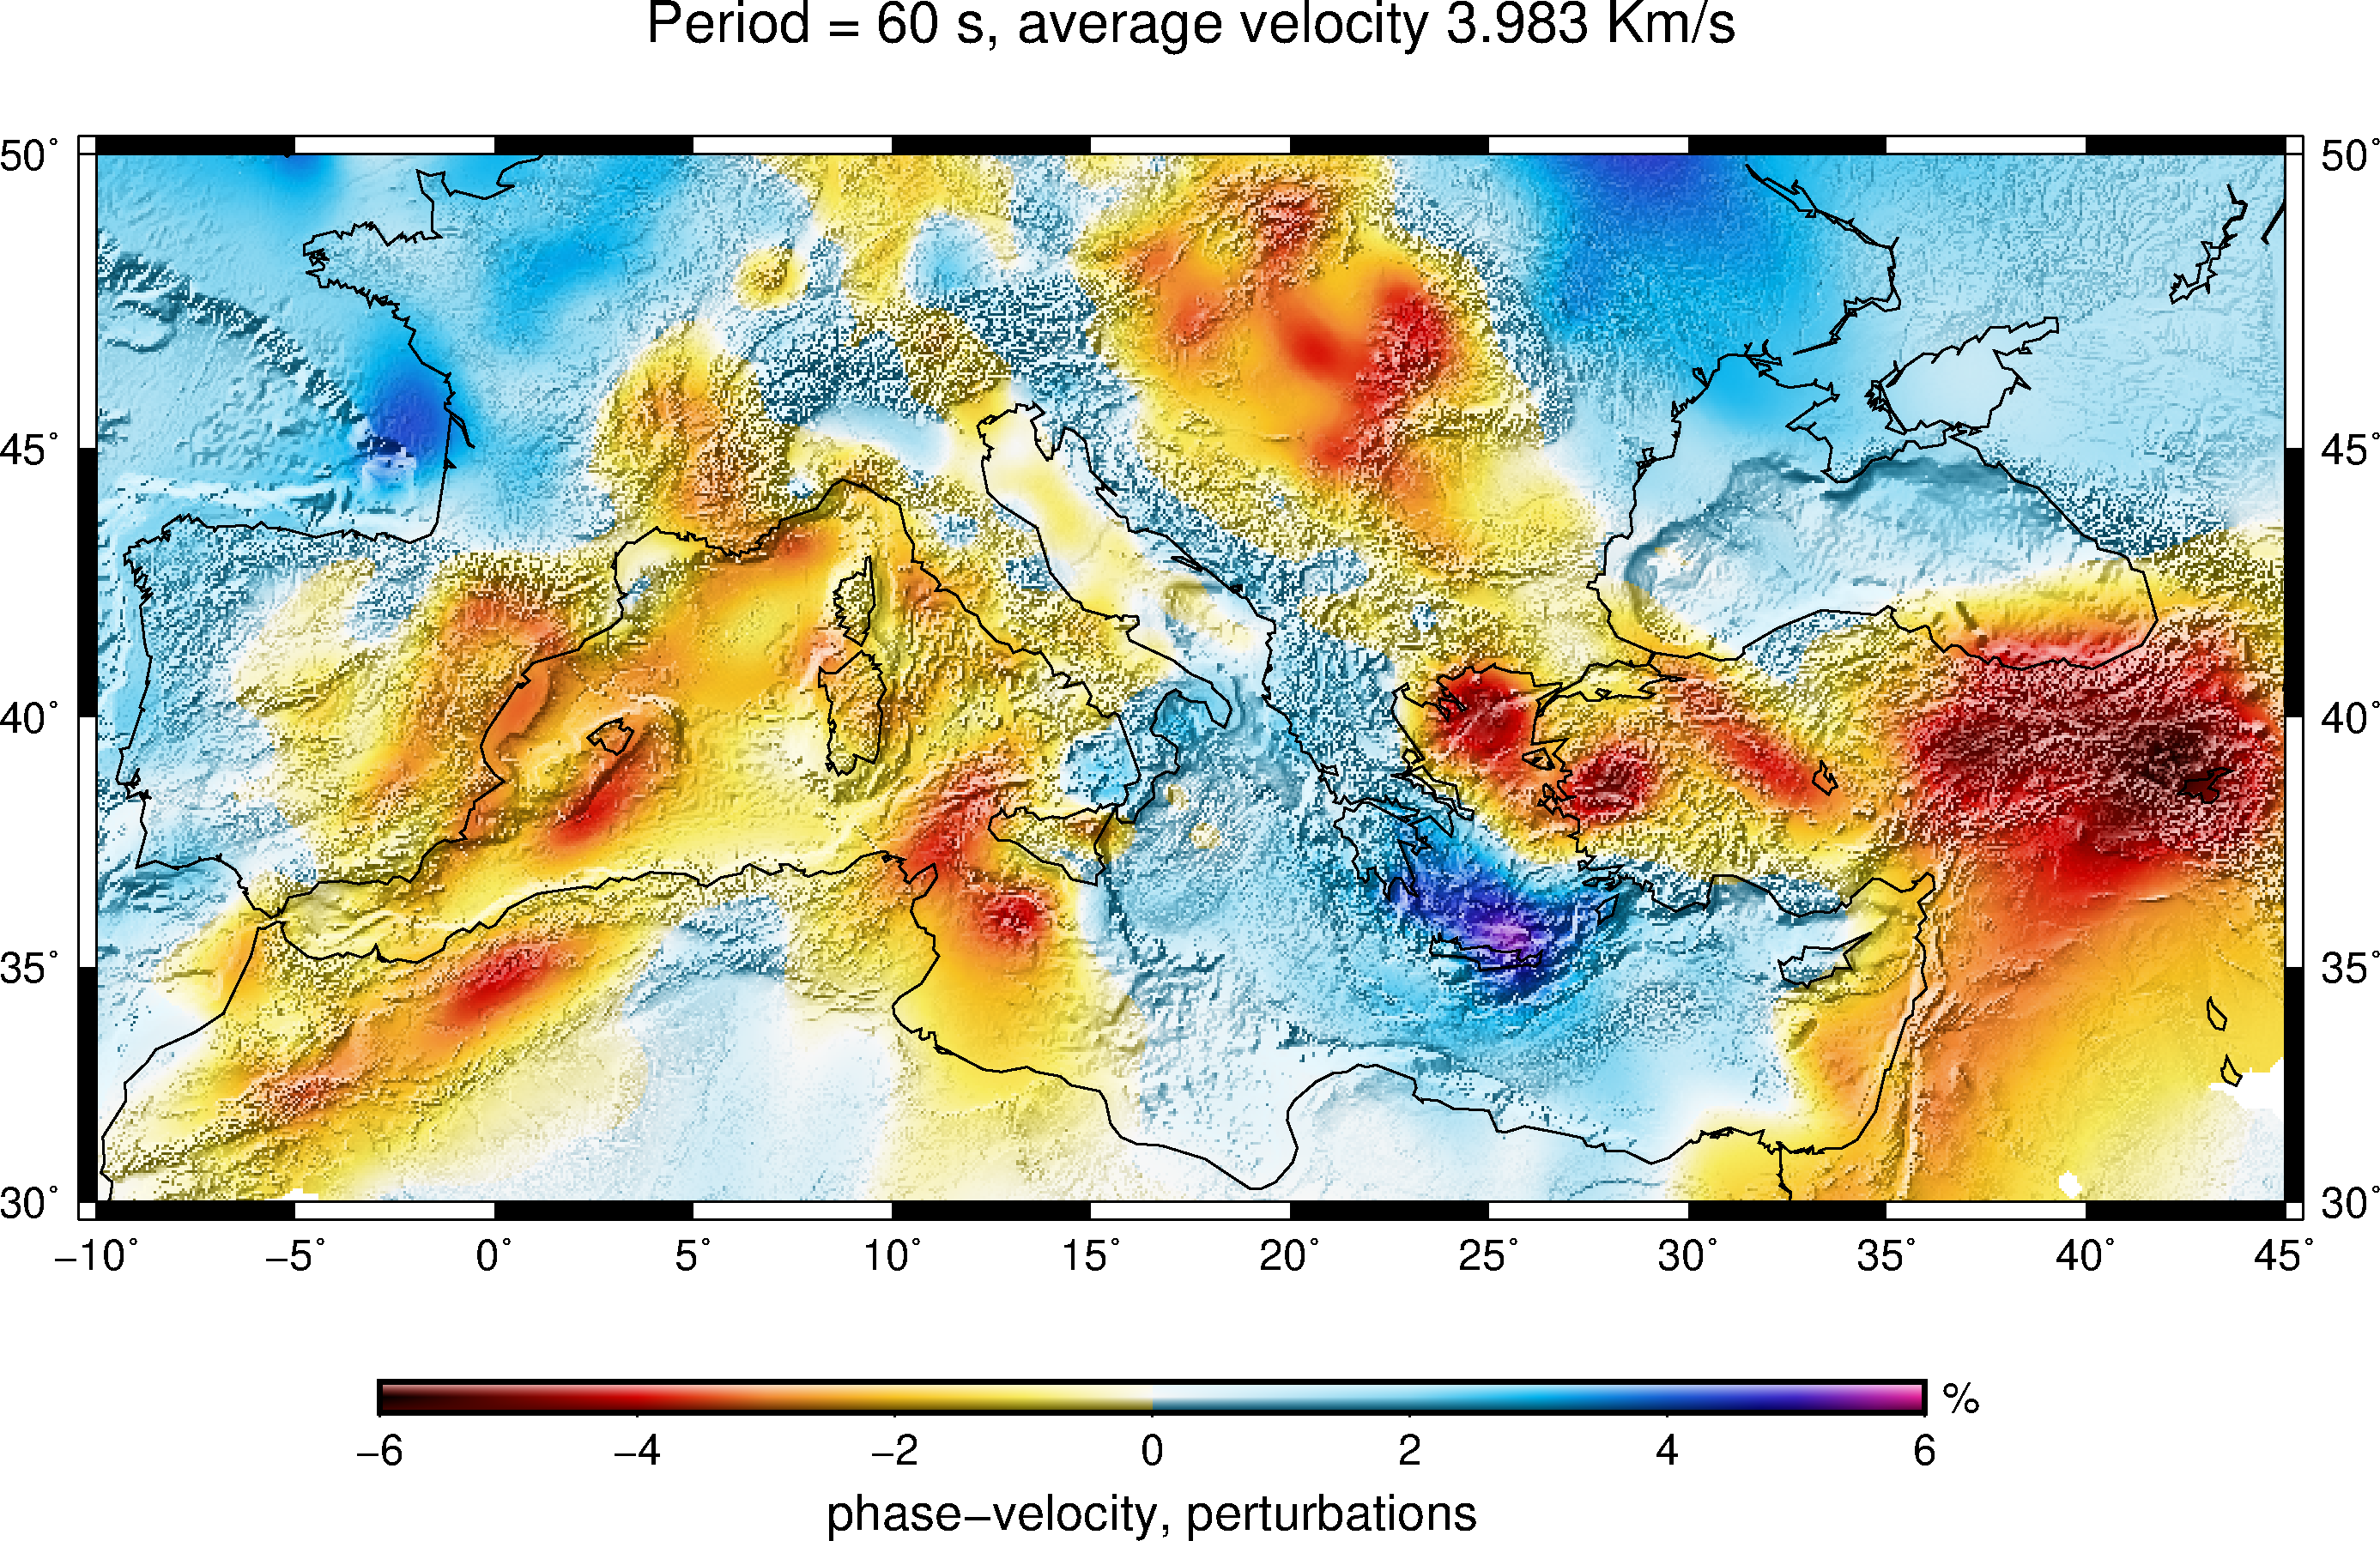 Period = 60 s, average velocity 3.983 Km/s
50° 50°
45° 45°
40° 40°
35° 35°
30° 30°
−10° −5° 0° 5° 10° 15° 20° 25° 30° 35° 40° 45°
%
−6 −4 −2 0 2 4 6
phase−velocity, perturbations